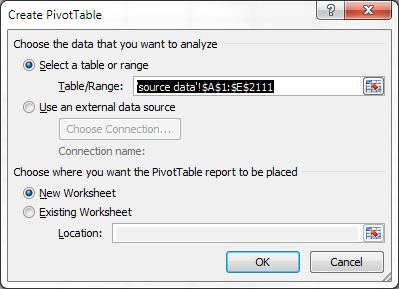 Create PivotTable
Choose the data that you want to analyze
Select a table or range
Table/Range: 'source data'!$A$1:$E$2111
Use an external data source
Choose Connection...
Connection name:
Choose where you want the PivotTable report to be placed
New Worksheet
Existing Worksheet
Location:
OK Cancel